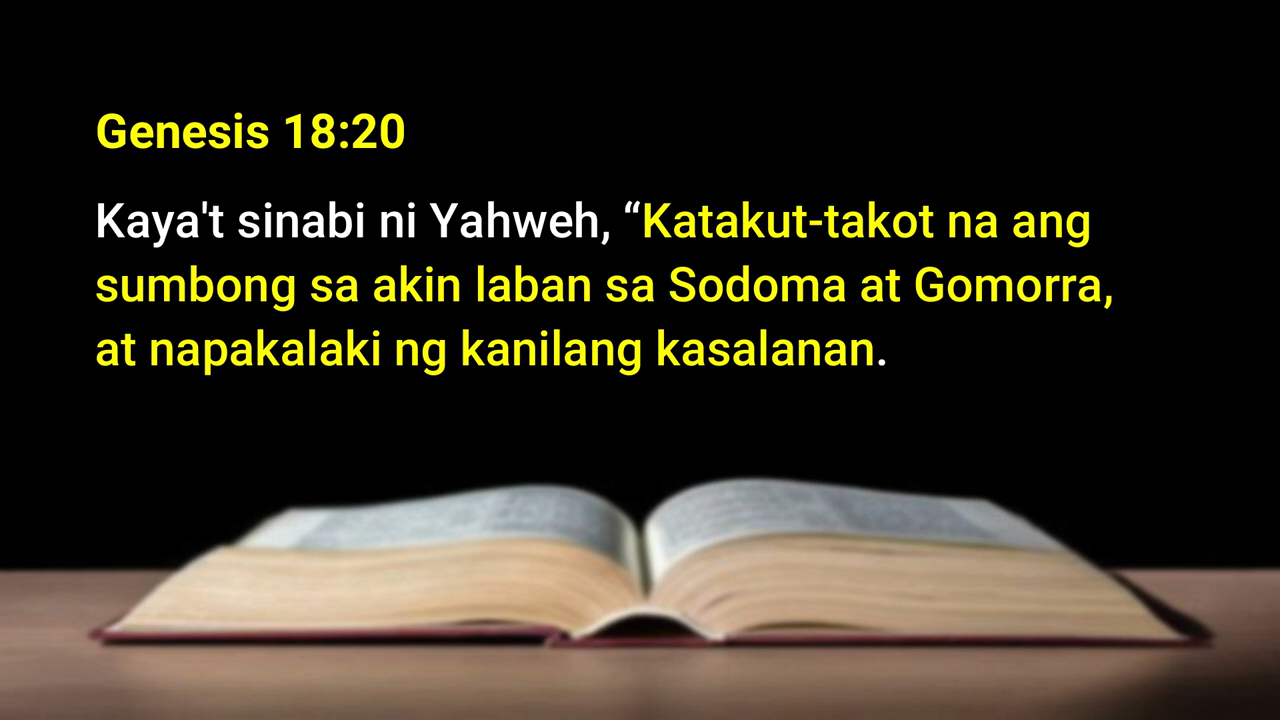 Genesis 18:20
Kaya't sinabi ni Yahweh, “Katakut-takot na ang
sumbong sa akin laban sa Sodoma at Gomorra,
at napakalaki ng kanilang kasalanan.